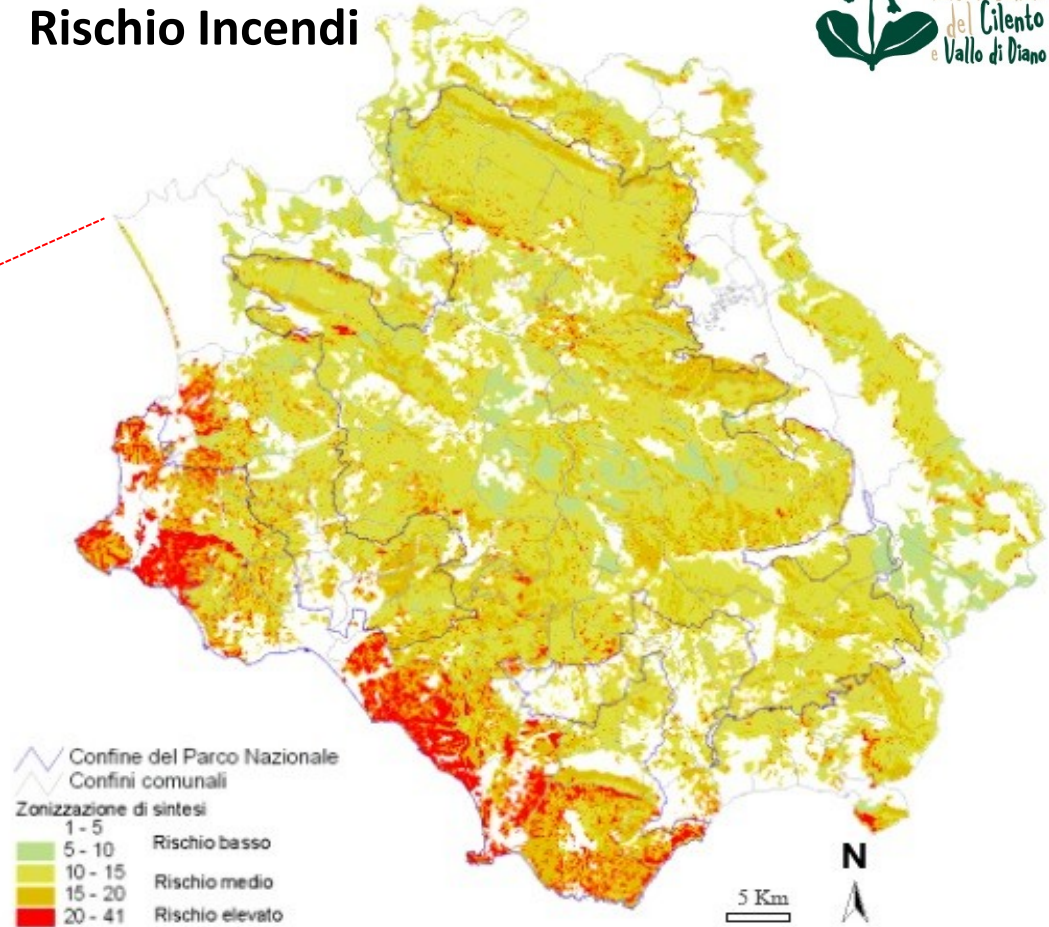 Rischio Incendi
del Cilento
e Vallo di Diano
Confine del Parco Nazionale
Confini comunali
Zonizzazione di sintesi
1 - 5
5 - 10
Rischio basso
10 - 15
Rischio medio
15 - 20
20 - 41
Rischio elevato
N
5 Km